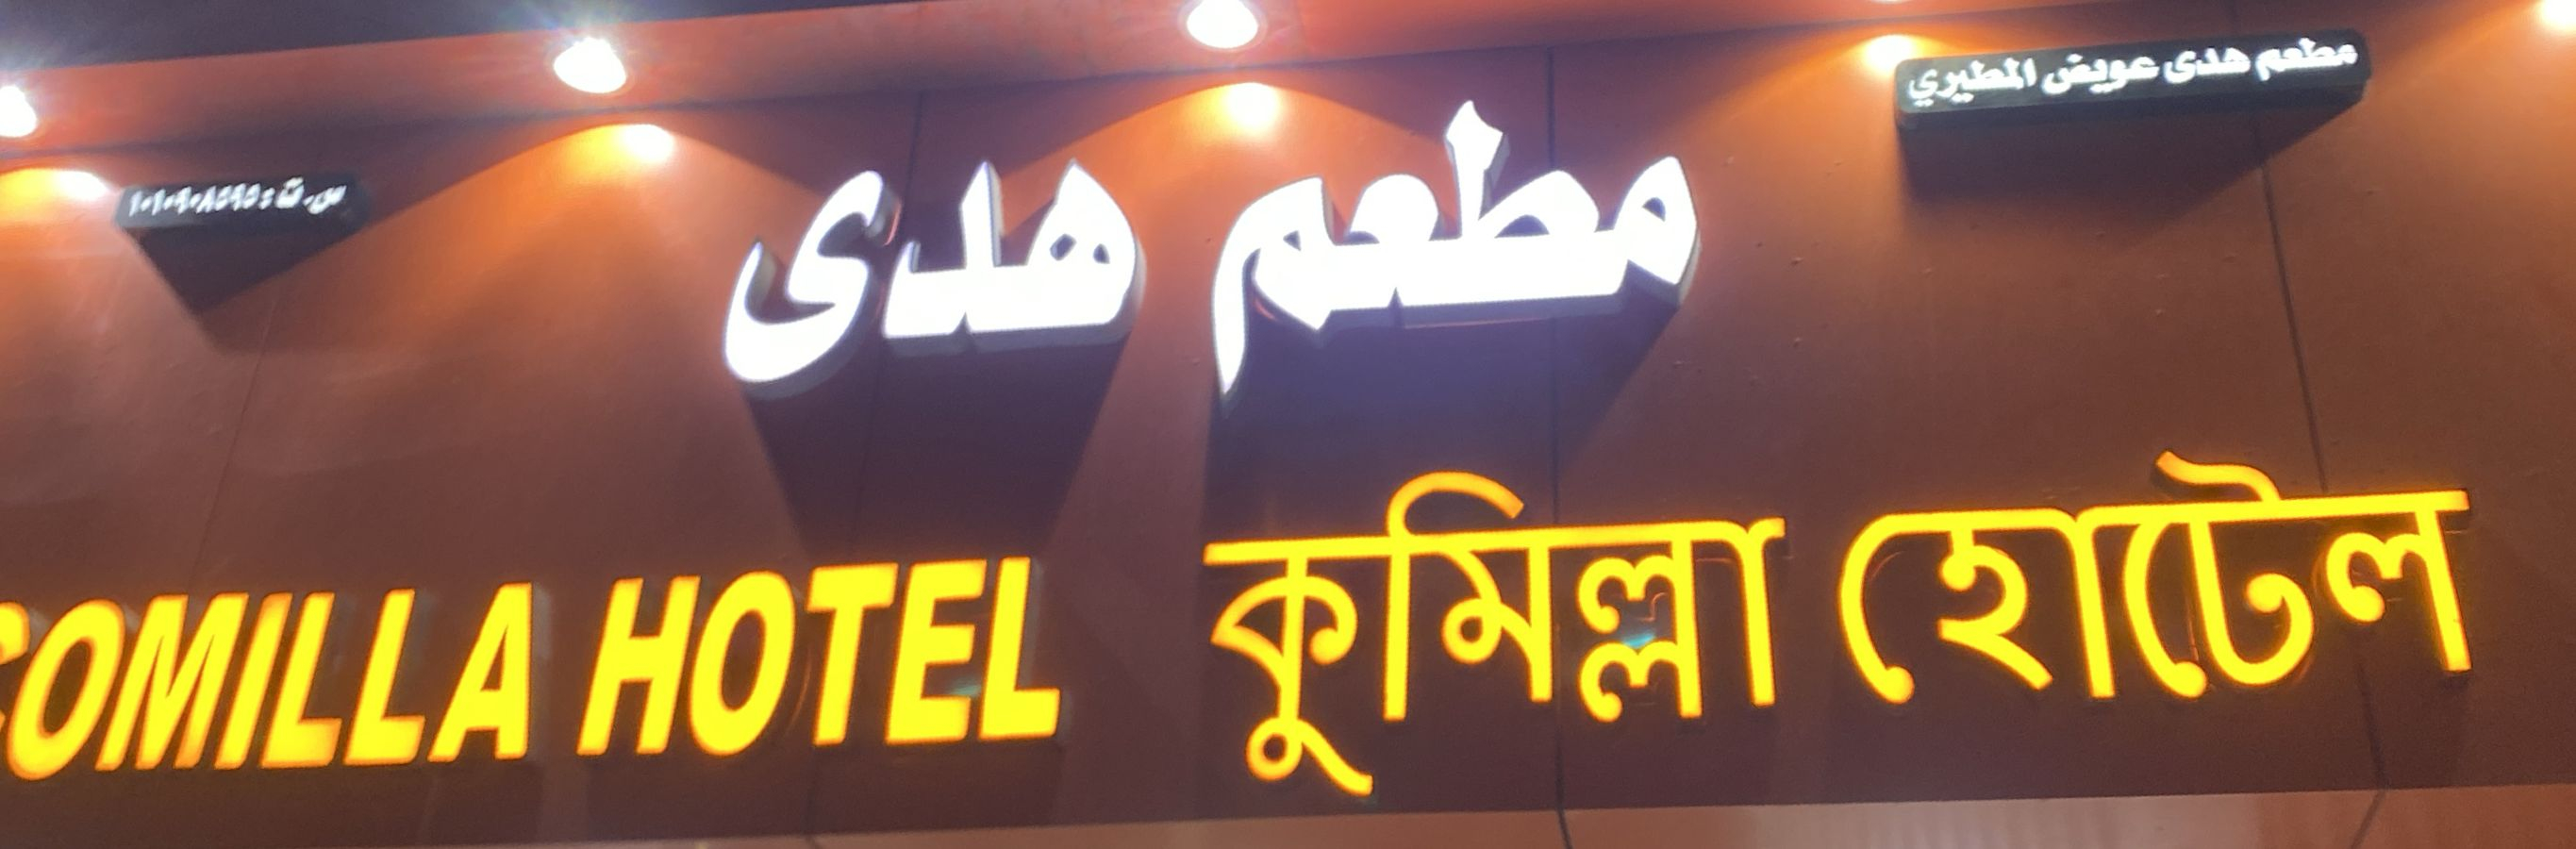 مطعم هدى عويض المطيري
مطعم هدى
س.ت:
COMILLA HOTEL কুমিল্লা হোটেল